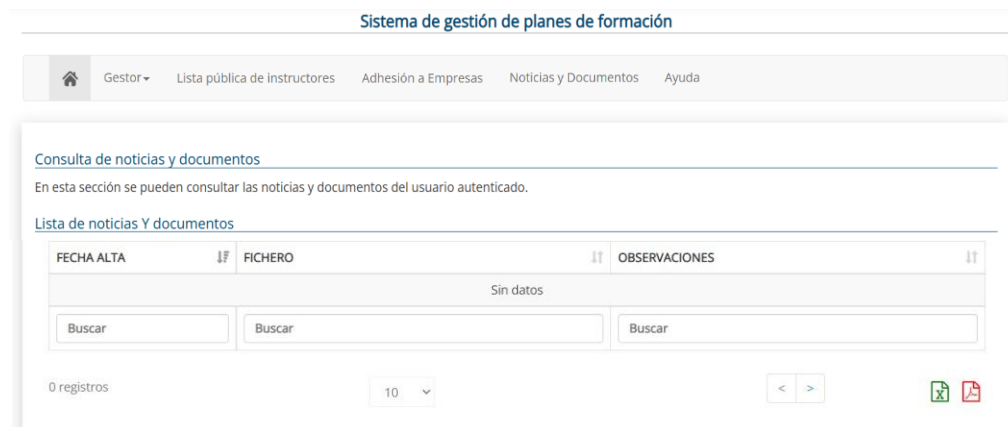 Sistema de gestión de planes de formación
Gestor Lista pública de instructores Adhesión a Empresas Noticias y Documentos Ayuda
Consulta de noticias y documentos
En esta sección se pueden consultar las noticias y documentos del usuario autenticado.
Lista de noticias Y documentos
FECHA ALTA FICHERO OBSERVACIONES
Sin datos
Buscar Buscar Buscar
0 registros 10 < >